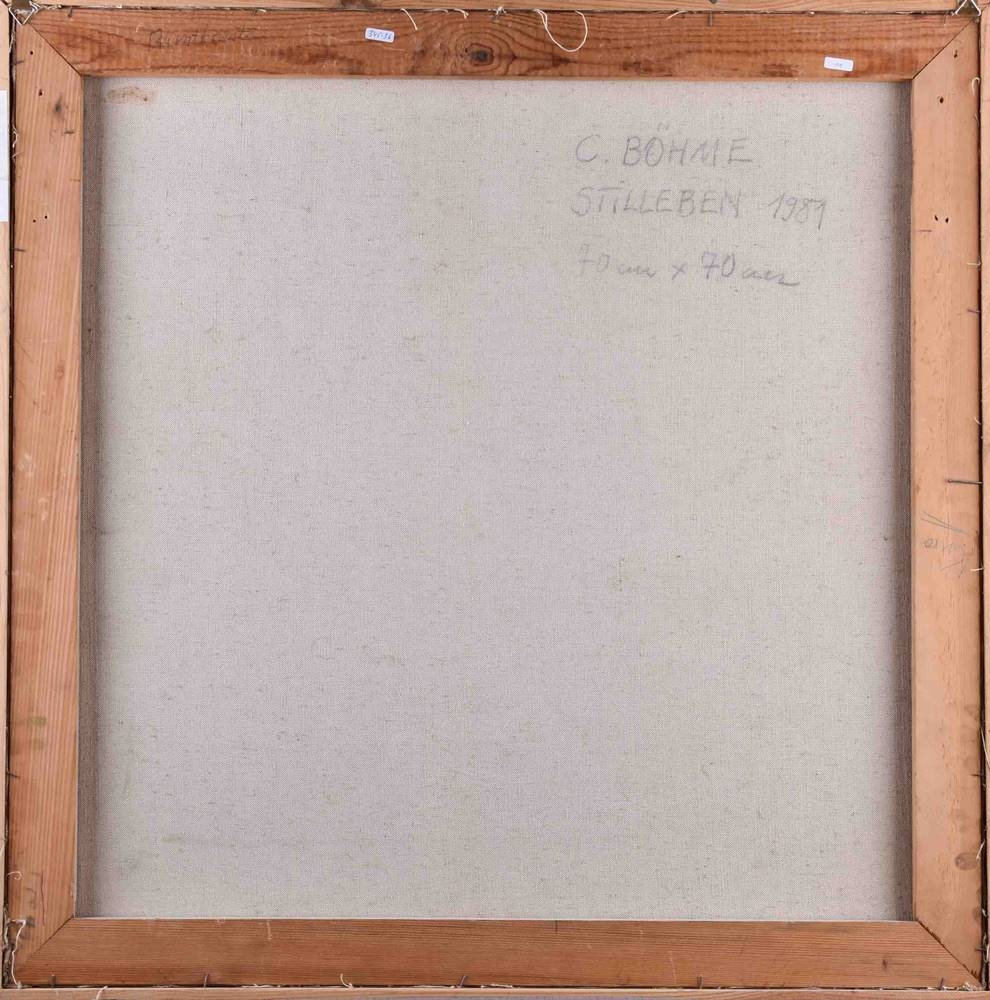 C. BÖHME
STILLEBEN 1981
70 cm x 70 cm